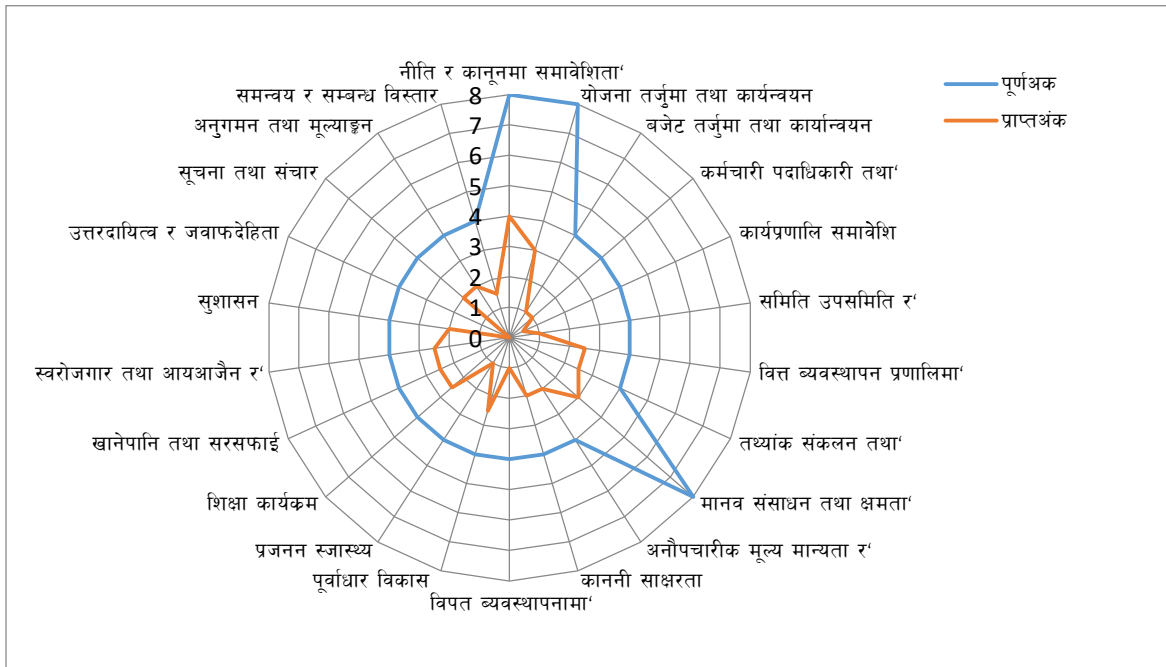 नीति र कानूनमा समावेशिता‘
योजना तर्जुमा तथा कार्यन्वयन
बजेट तर्जुमा तथा कार्यान्वयन
कर्मचारी पदाधिकारी तथा‘
कार्यप्रणालि समावेशि
समिति उपसमिति र‘
वित्त ब्यवस्थापन प्रणालिमा‘
तथ्यांक संकलन तथा‘
मानव संसाधन तथा क्षमता‘
अनौपचारीक मूल्य मान्यता र‘
काननी साक्षरता
विपत ब्यवस्थापनामा‘
पूर्वाधार विकास
प्रजनन स्जास्थ्य
शिक्षा कार्यक्रम
खानेपानि तथा सरसफाई
स्वरोजगार तथा आयआजैन र‘
सुशासन
उत्तरदायित्व र जवाफदेहिता
सूचना तथा संचार
अनुगमन तथा मूल्याङ्कन
समन्वय र सम्बन्ध विस्तार
8
7
6
5
4
3
2
1
0
पूर्णअक
प्राप्तअंक